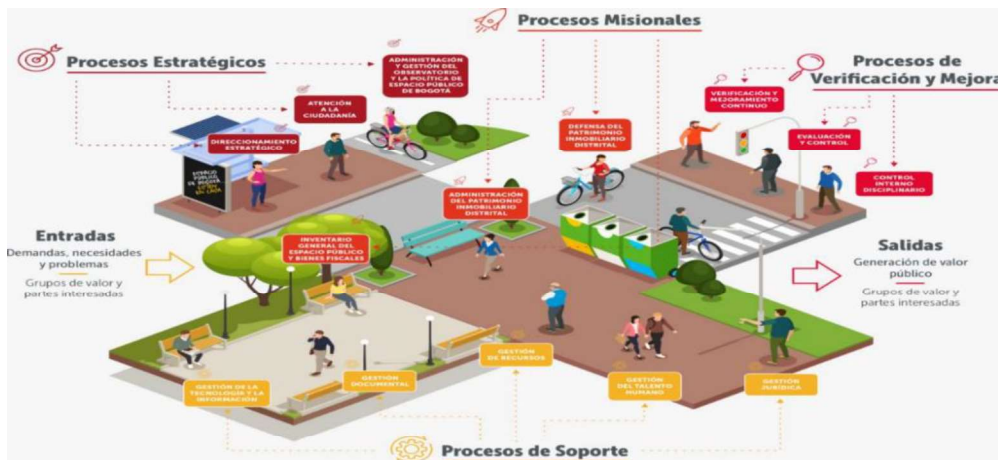 Procesos Misionales
Procesos Estratégicos
ADMINISTRACIÓN
Y GESTIÓN DEL
OBSERVATORIO
Y LA POLÍTICA DE
ESPACIO PÚBLICO
DE BOGOTÁ
ATENCIÓN
A LA
CIUDADANÍA
DIRECCIONAMIENTO
ESTRATÉGICO
ESPACIO
PÚBLICO
DE BOGOTÁ
Procesos de
Verificación y Mejora
VERIFICACIÓN Y
MEJORAMIENTO
CONTINUO
EVALUACIÓN
Y CONTROL
CONTROL
INTERNO
DISCIPLINARIO
DEFENSA DEL
PATRIMONIO
INMOBILIARIO
DISTRITAL
ADMINISTRACIÓN
DEL PATRIMONIO
INMOBILIARIO
DISTRITAL
INVENTARIO
GENERAL DEL
ESPACIO PÚBLICO
Y BIENES FISCALES
Entradas
Demandas, necesidades
y problemas
Grupos de valor y
partes interesadas
Salidas
Generación de valor
público
Grupos de valor y
partes interesadas
GESTIÓN DE LA
TECNOLOGÍA Y LA
INFORMACIÓN
GESTIÓN
DOCUMENTAL
GESTIÓN
DE RECURSOS
GESTIÓN
DEL TALENTO
HUMANO
GESTIÓN
JURÍDICA
Procesos de Soporte